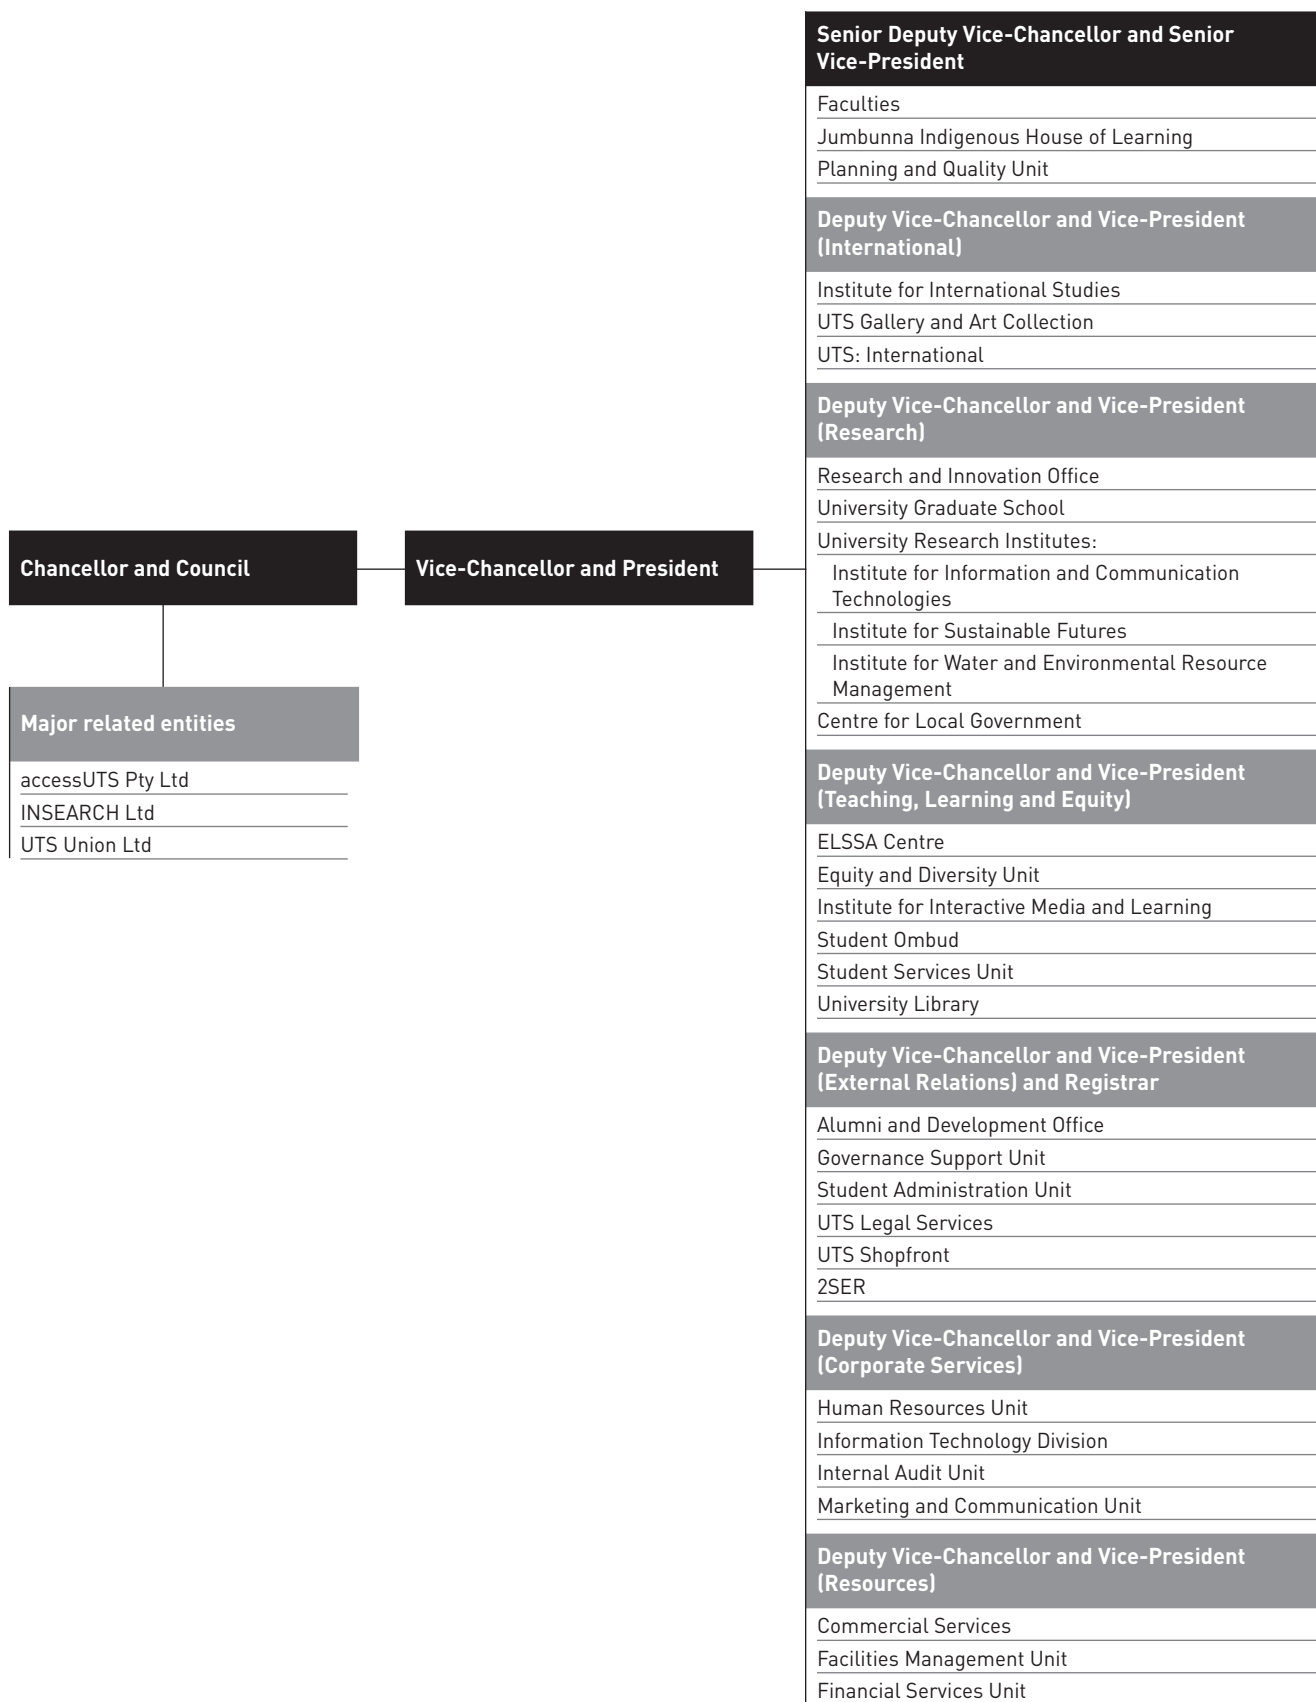 Chancellor and Council
Major related entities
accessUTS Pty Ltd
INSEARCH Ltd
UTS Union Ltd
Vice-Chancellor and President
Senior Deputy Vice-Chancellor and Senior
Vice-President
Faculties
Jumbunna Indigenous House of Learning
Planning and Quality Unit
Deputy Vice-Chancellor and Vice-President
(International)
Institute for International Studies
UTS Gallery and Art Collection
UTS: International
Deputy Vice-Chancellor and Vice-President
(Research)
Research and Innovation Office
University Graduate School
University Research Institutes:
Institute for Information and Communication
Technologies
Institute for Sustainable Futures
Institute for Water and Environmental Resource
Management
Centre for Local Government
Deputy Vice-Chancellor and Vice-President
(Teaching, Learning and Equity)
ELSSA Centre
Equity and Diversity Unit
Institute for Interactive Media and Learning
Student Ombud
Student Services Unit
University Library
Deputy Vice-Chancellor and Vice-President
(External Relations) and Registrar
Alumni and Development Office
Governance Support Unit
Student Administration Unit
UTS Legal Services
UTS Shopfront
2SER
Deputy Vice-Chancellor and Vice-President
(Corporate Services)
Human Resources Unit
Information Technology Division
Internal Audit Unit
Marketing and Communication Unit
Deputy Vice-Chancellor and Vice-President
(Resources)
Commercial Services
Facilities Management Unit
Financial Services Unit